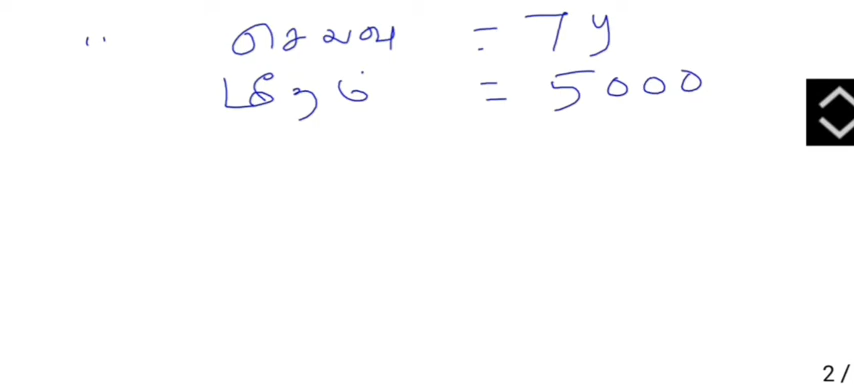 " செலவு = 7y
மீதம் = 5000
2/